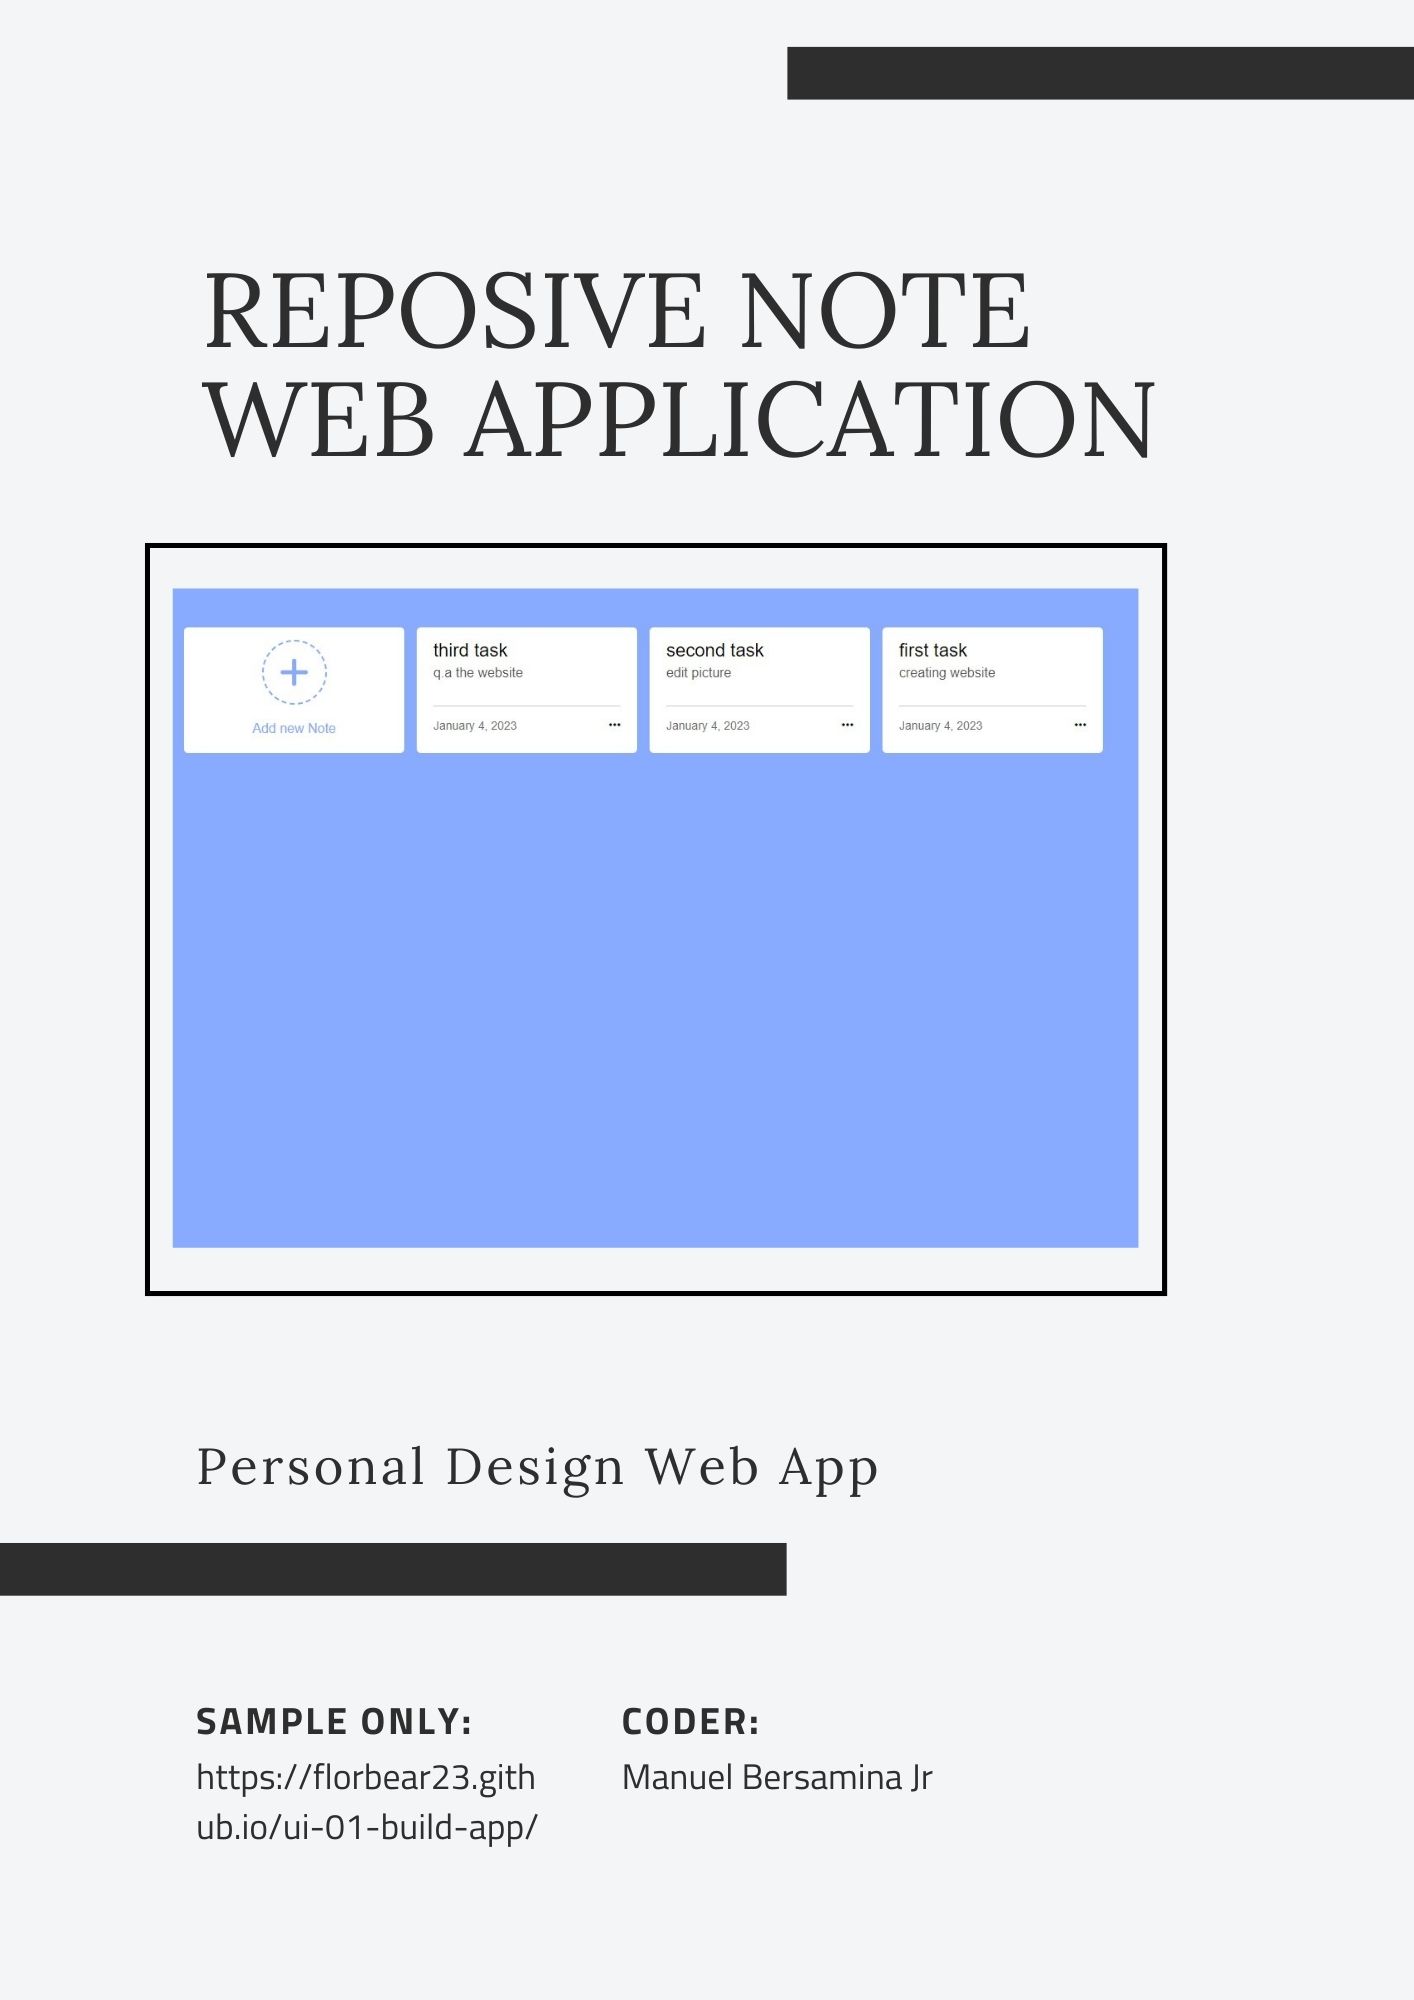 REPOSIVE NOTE
WEB APPLICATION
Add new Note
third task
q.a the website
January 4, 2023
second task
edit picture
January 4, 2023
first task
creating website
January 4, 2023
Personal Design Web App
SAMPLE ONLY:
https://florbear23.gith
ub.io/ui-01-build-app/
CODER:
Manuel Bersamina Jr